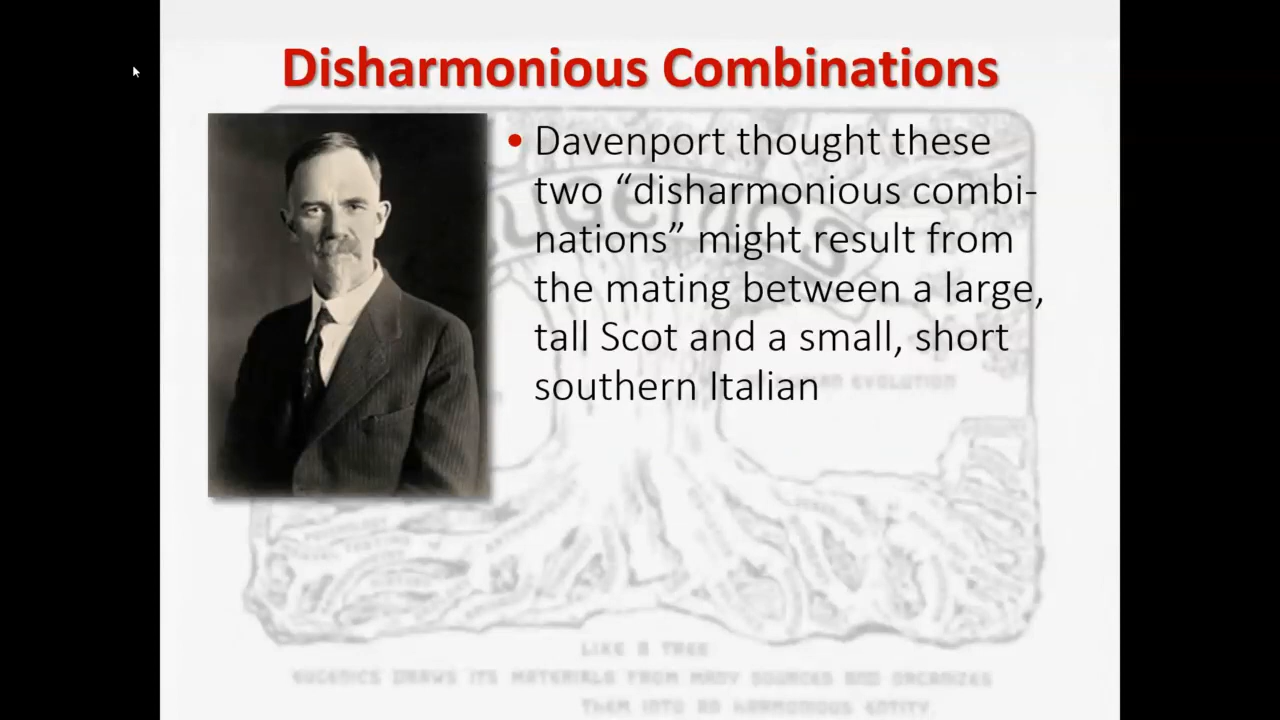 Disharmonious Combinations
• Davenport thought these
two “disharmonious combi-
nations” might result from
the mating between a large,
tall Scot and a small, short
southern Italian
EUGENICS
EVOLUTION
LIKE A TREE
EUGENICS DRAWS ITS MATERIALS FROM MANY SOURCES AND ORGANIZES
THEM INTO AN HARMONIOUS ENTITY.